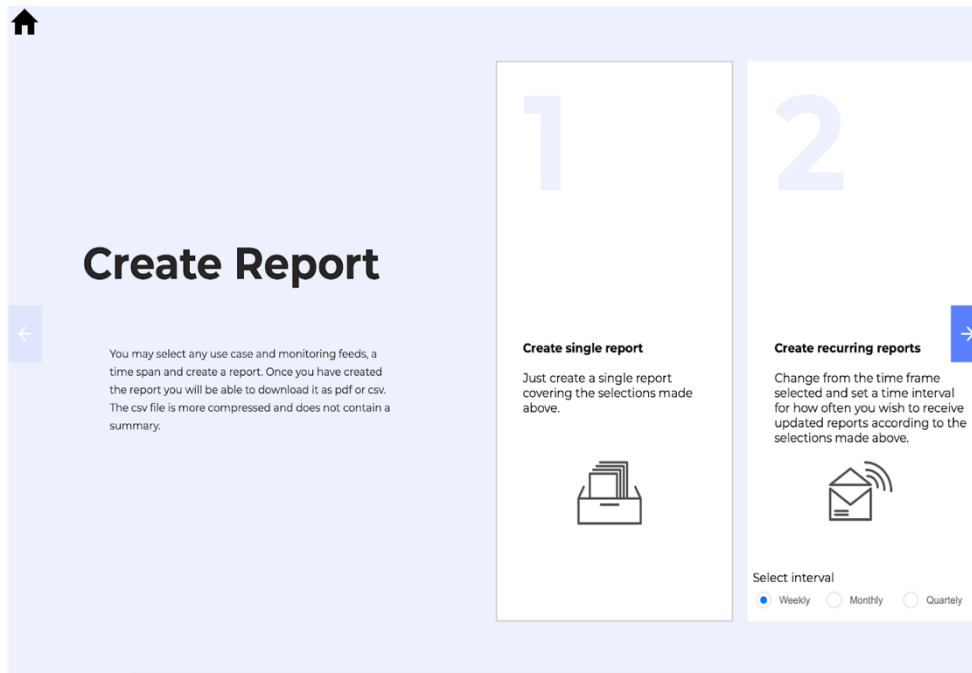 Create Report
You may select any use case and monitoring feeds, a
time span and create a report. Once you have created
the report you will be able to download it as pdf or csv.
The csv file is more compressed and does not contain a
summary.
1
Create single report
Just create a single report
covering the selections made
above.
2
Create recurring reports
Change from the time frame
selected and set a time interval
for how often you wish to receive
updated reports according to the
selections made above.
Select interval
Weekly Monthly Quartely